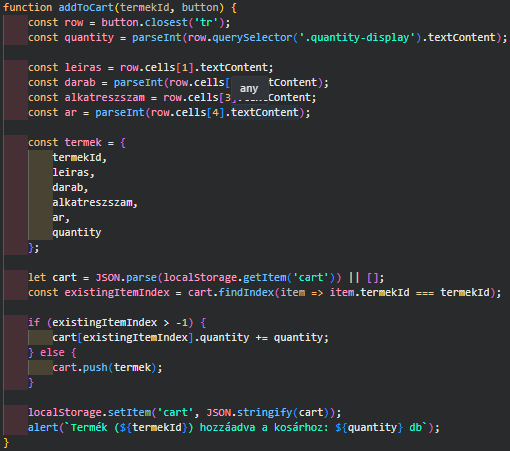 function addToCart(termekId, button) {
const row = button.closest('tr');
const quantity = parseInt(row.querySelector('.quantity-display').textContent);
const leiras = row.cells[1].textContent;
const darab = parseInt(row.cells[ tContent);
any
const alkatreszszam = row.cells[3].textContent;
const ar = parseInt(row.cells[4].textContent);
const termek = {
termekId,
leiras,
darab,
alkatreszszam,
ar,
quantity
};
let cart = JSON.parse(localStorage.getItem('cart')) || [];
const existingItemIndex = cart.findIndex(item => item.termekId === termekId);
if (existingItemIndex > -1) {
cart[existingItemIndex].quantity += quantity;
} else {
cart.push(termek);
}
localStorage.setItem('cart', JSON.stringify(cart));
alert(`Termék (${termekId}) hozzáadva a kosárhoz: ${quantity} db`);
}